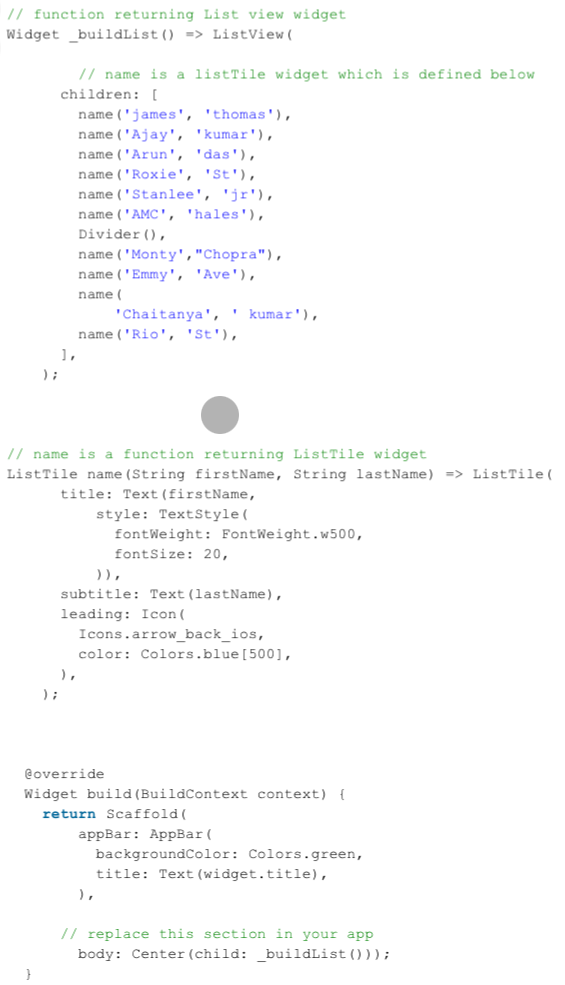 // function returning List view widget
Widget _buildList() => ListView(
// name is a listTile widget which is defined below
children: [
name('james', 'thomas'),
name('Ajay', 'kumar'),
name('Arun', 'das'),
name('Roxie', 'St'),
name('Stanlee', 'jr'),
name('AMC', 'hales'),
Divider(),
name('Monty',"Chopra"),
name('Emmy', 'Ave'),
name(
'Chaitanya', ' kumar'),
name('Rio', 'St'),
],
);
// name is a function returning ListTile widget
ListTile name(String firstName, String lastName) => ListTile(
title: Text(firstName,
style: TextStyle(
fontWeight: FontWeight.w500,
fontSize: 20,
)),
subtitle: Text(lastName),
leading: Icon(
Icons.arrow_back_ios,
color: Colors.blue[500],
),
);
@override
Widget build(BuildContext context) {
return Scaffold(
appBar: AppBar(
backgroundColor: Colors.green,
title: Text(widget.title),
),
// replace this section in your app
body: Center(child: _buildList()));
}